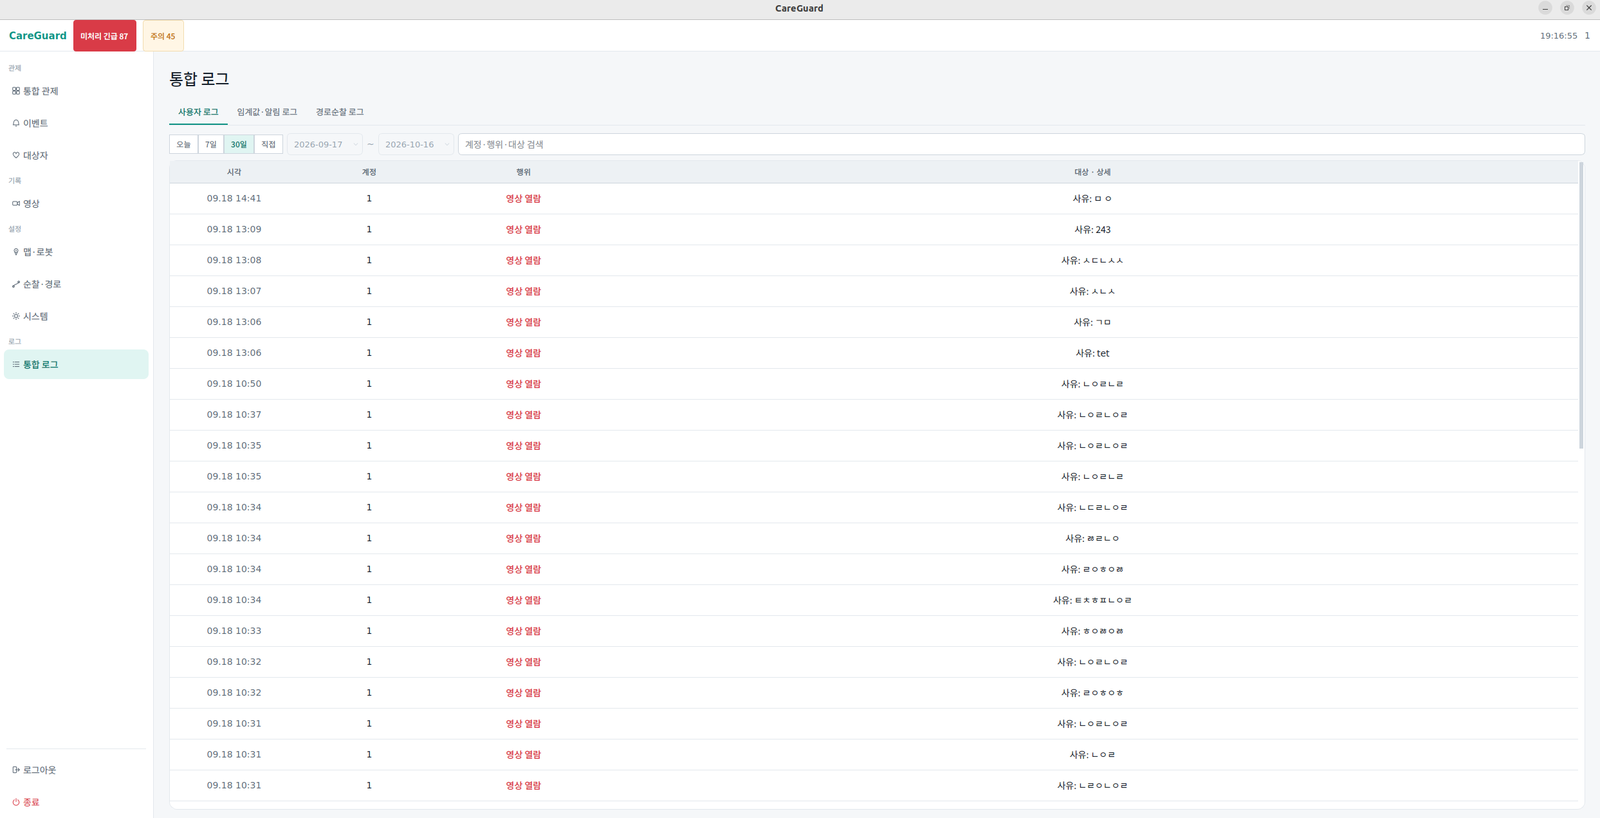 CareGuard
CareGuard 미처리 긴급 87 주의 45 19:16:55 1
관제
통합 관제
이벤트
대상자
기록
영상
설정
맵·로봇
순찰·경로
시스템
로그
통합 로그
로그아웃
종료
통합 로그
사용자 로그 임계값·알림 로그 경로순찰 로그
오늘 7일 30일 직접 2026-09-17 ~ 2026-10-16 계정·행위·대상 검색
시각 계정 행위 대상 · 상세
09.18 14:41 1 영상 열람 사유: ㅁ ㅇ
09.18 13:09 1 영상 열람 사유: 243
09.18 13:08 1 영상 열람 사유: ㅅㄷㄴㅅㅅ
09.18 13:07 1 영상 열람 사유: ㅅㄴㅅ
09.18 13:06 1 영상 열람 사유: ㄱㅁ
09.18 13:06 1 영상 열람 사유: tet
09.18 10:50 1 영상 열람 사유: ㄴㅇㄹㄴㄹ
09.18 10:37 1 영상 열람 사유: ㄴㅇㄹㄴㅇㄹ
09.18 10:35 1 영상 열람 사유: ㄴㅇㄹㄴㅇㄹ
09.18 10:35 1 영상 열람 사유: ㄴㅇㄹㄴㄹ
09.18 10:34 1 영상 열람 사유: ㄴㄷㄹㄴㅇㄹ
09.18 10:34 1 영상 열람 사유: ㅀㄹㄴㅇ
09.18 10:34 1 영상 열람 사유: ㄹㅇㅎㅇㅀ
09.18 10:34 1 영상 열람 사유: ㅌㅊㅎㅍㄴㅇㄹ
09.18 10:33 1 영상 열람 사유: ㅎㅇㅀㅇㅀ
09.18 10:32 1 영상 열람 사유: ㄴㅇㄹㄴㅇㄹ
09.18 10:32 1 영상 열람 사유: ㄹㅇㅎㅇㅎ
09.18 10:31 1 영상 열람 사유: ㄴㅇㄹㄴㅇㄹ
09.18 10:31 1 영상 열람 사유: ㄴㅇㄹ
09.18 10:31 1 영상 열람 사유: ㄴㄹㅇㄴㅇㄹ